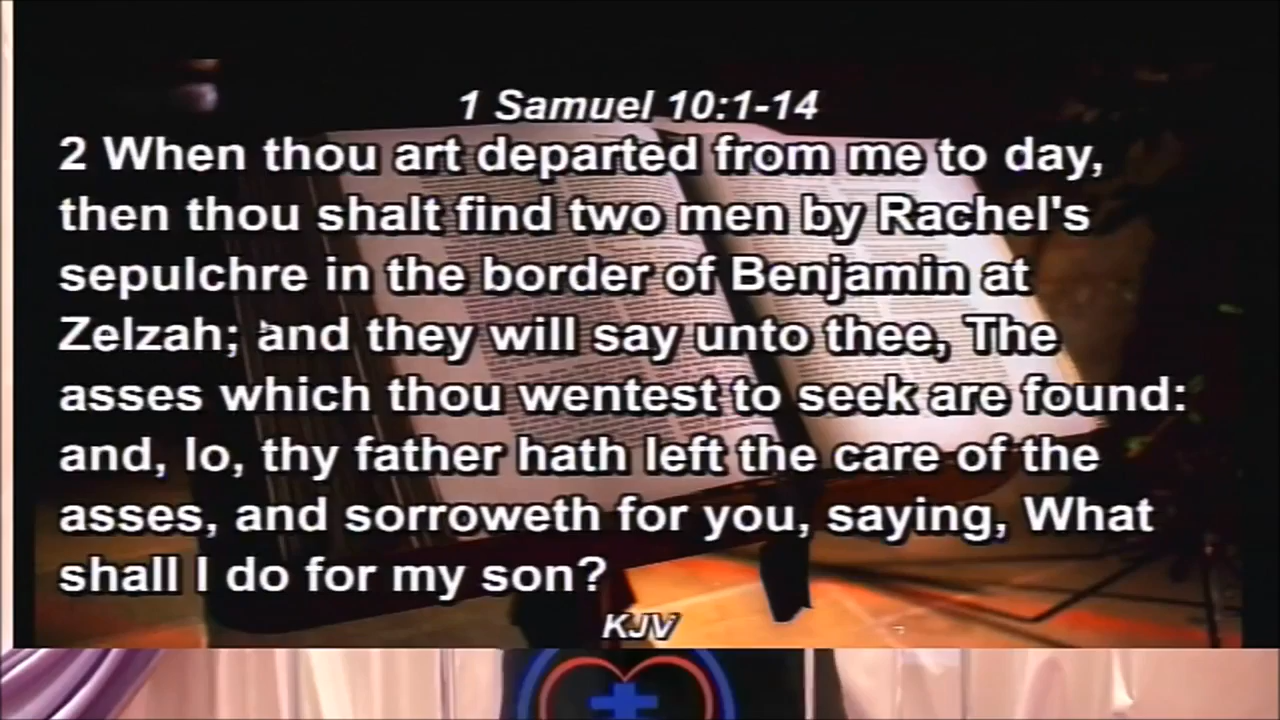 1 Samuel 10:1-14
2 When thou art departed from me to day,
then thou shalt find two men by Rachel's
sepulchre in the border of Benjamin at
Zelzah; and they will say unto thee, The
asses which thou wentest to seek are found:
and, lo, thy father hath left the care of the
asses, and sorroweth for you, saying, What
shall I do for my son?
KJV